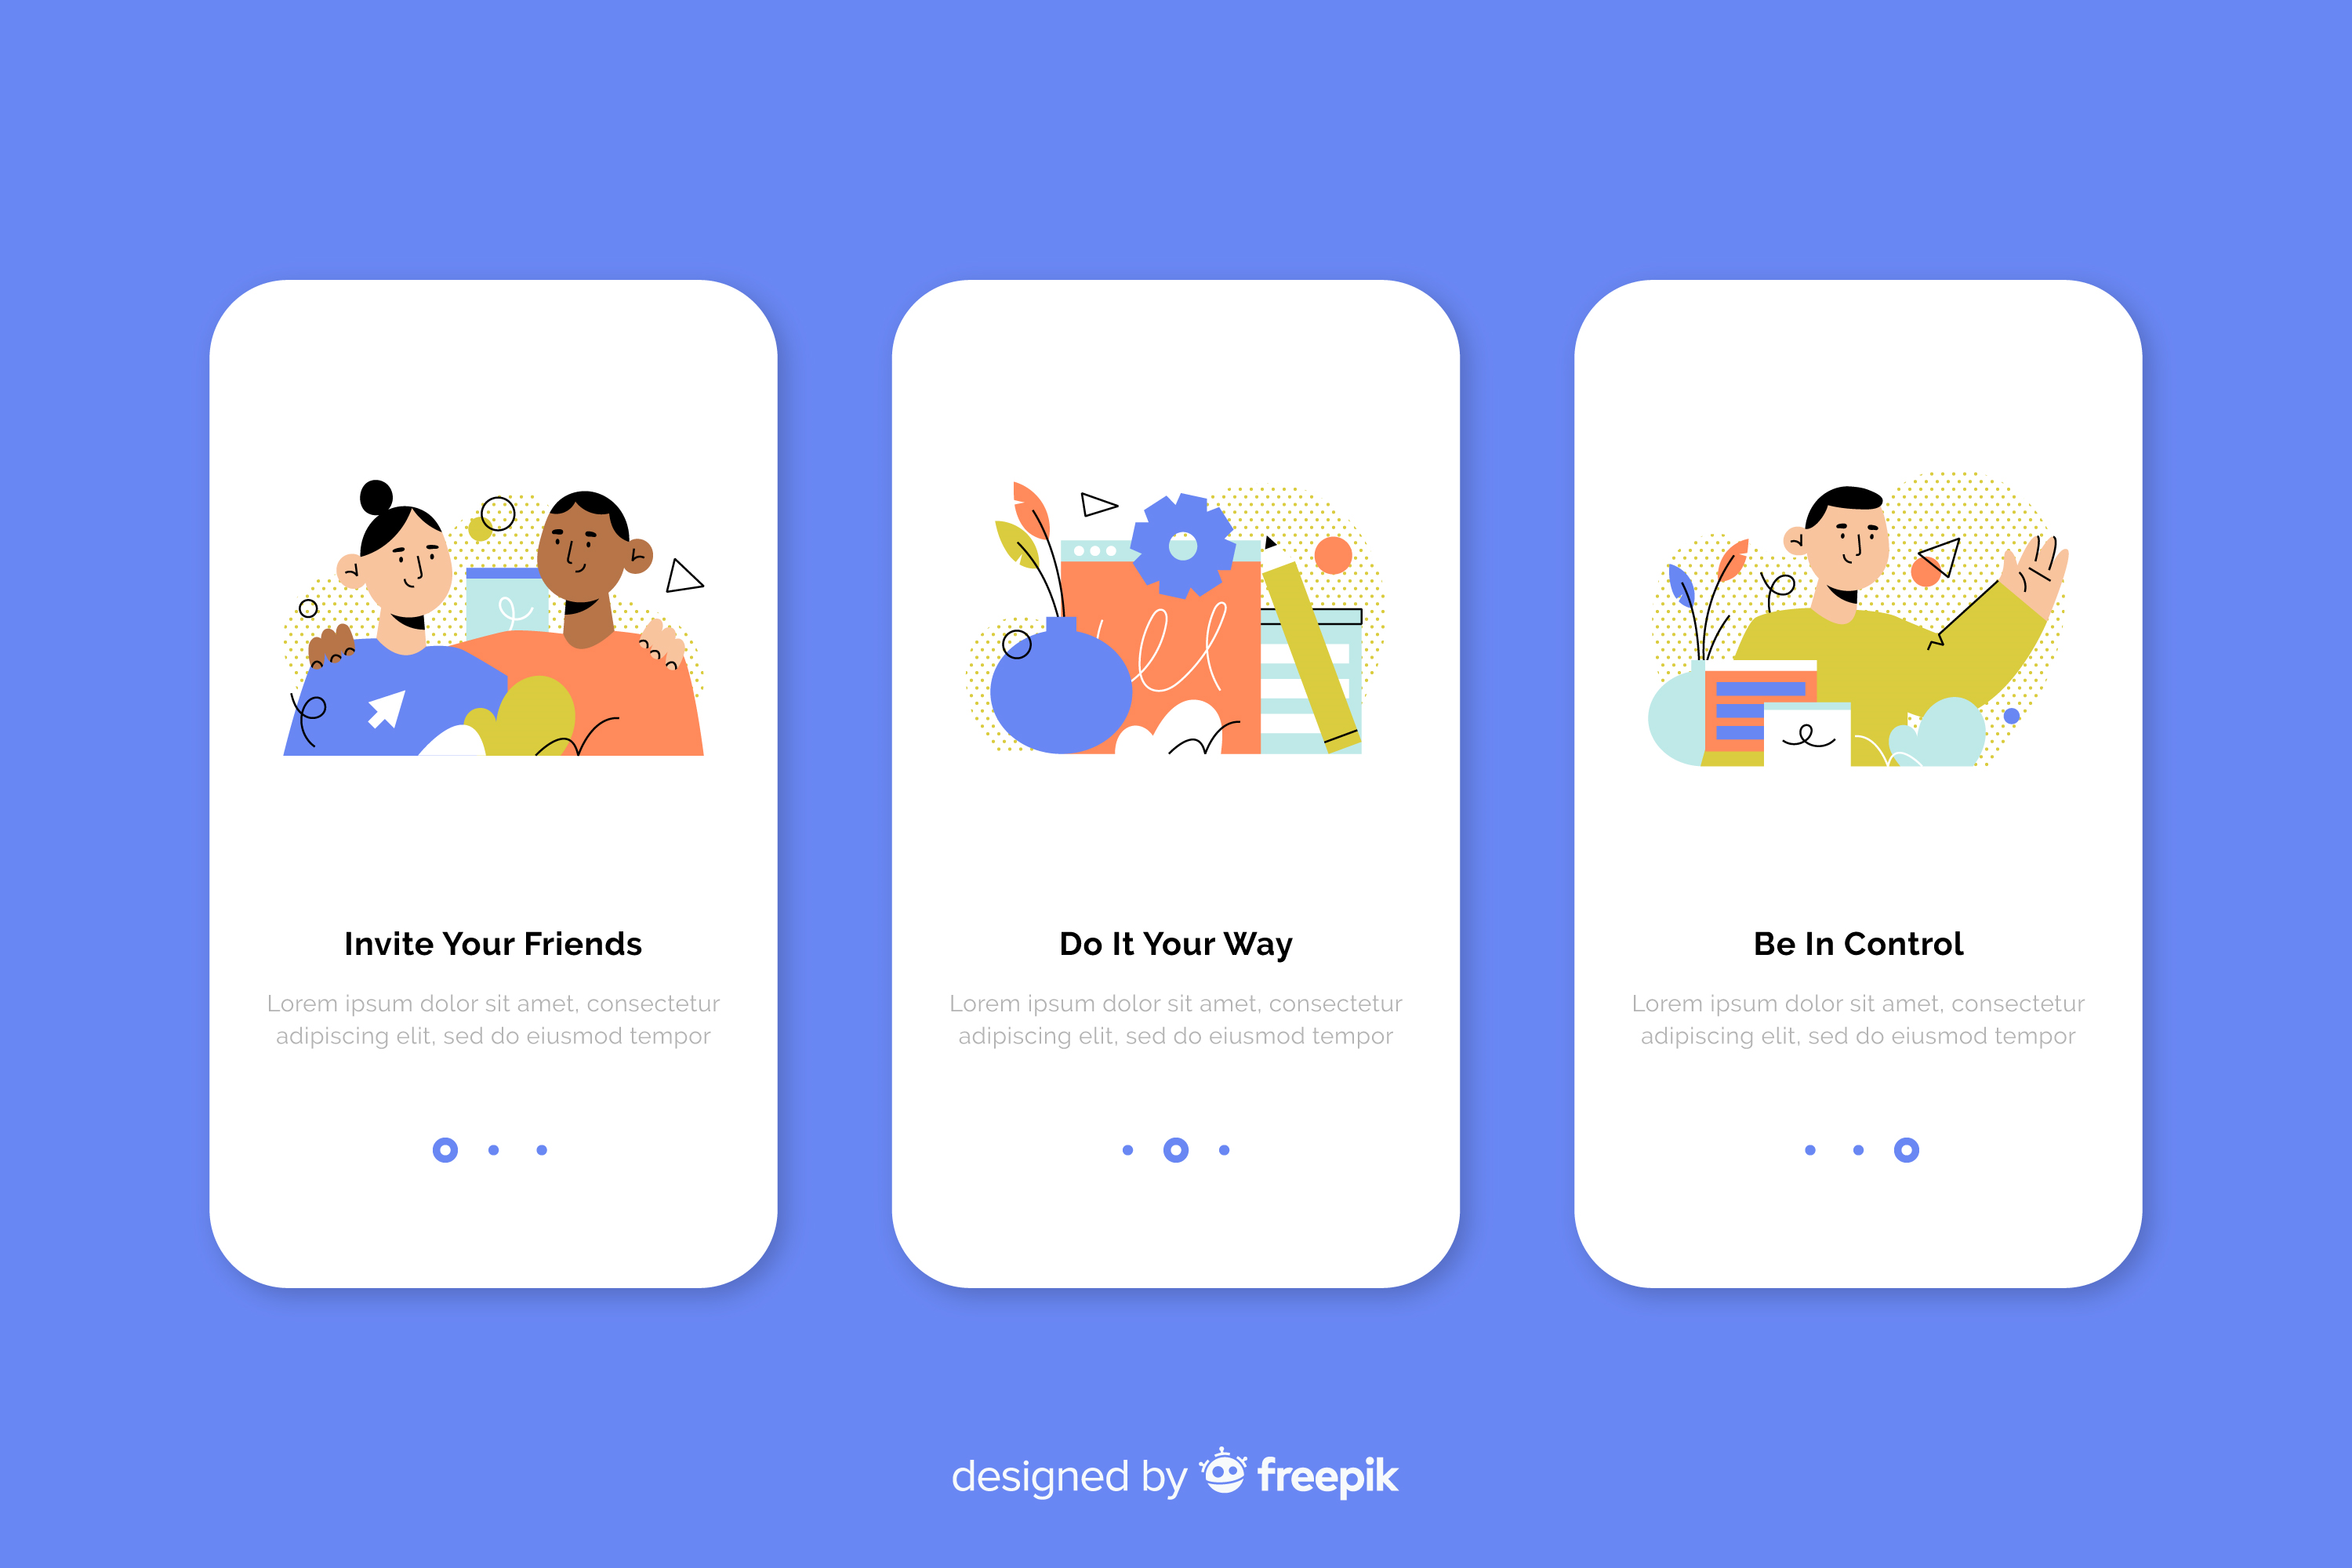 Invite Your Friends
Lorem ipsum dolor sit amet, consectetur
adipiscing elit, sed do eiusmod tempor
Do It Your Way
Lorem ipsum dolor sit amet, consectetur
adipiscing elit, sed do eiusmod tempor
Be In Control
Lorem ipsum dolor sit amet, consectetur
adipiscing elit, sed do eiusmod tempor
designed by freepik